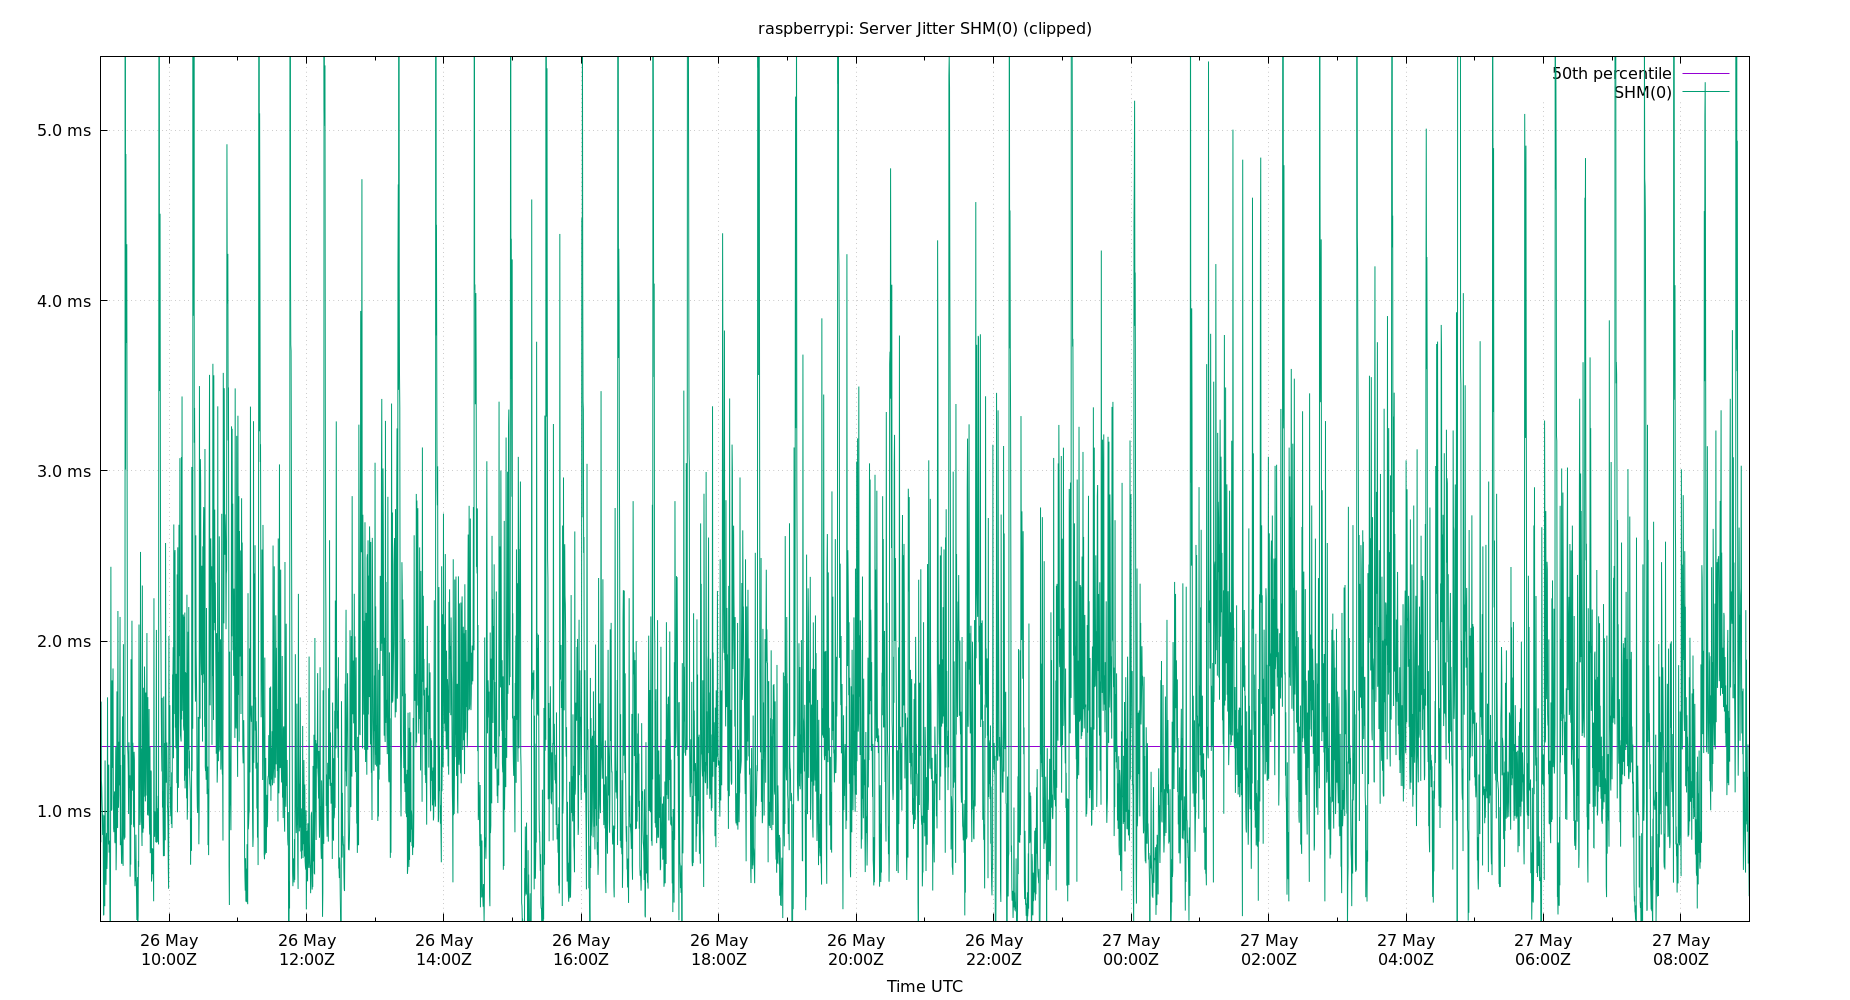 raspberrypi: Server Jitter SHM(0) (clipped)
50th percentile
SHM(0)
5.0 ms
4.0 ms
3.0 ms
2.0 ms
1.0 ms
26 May 26 May 26 May 26 May 26 May 26 May 26 May 27 May 27 May 27 May 27 May 27 May
10:00Z 12:00Z 14:00Z 16:00Z 18:00Z 20:00Z 22:00Z 00:00Z 02:00Z 04:00Z 06:00Z 08:00Z
Time UTC